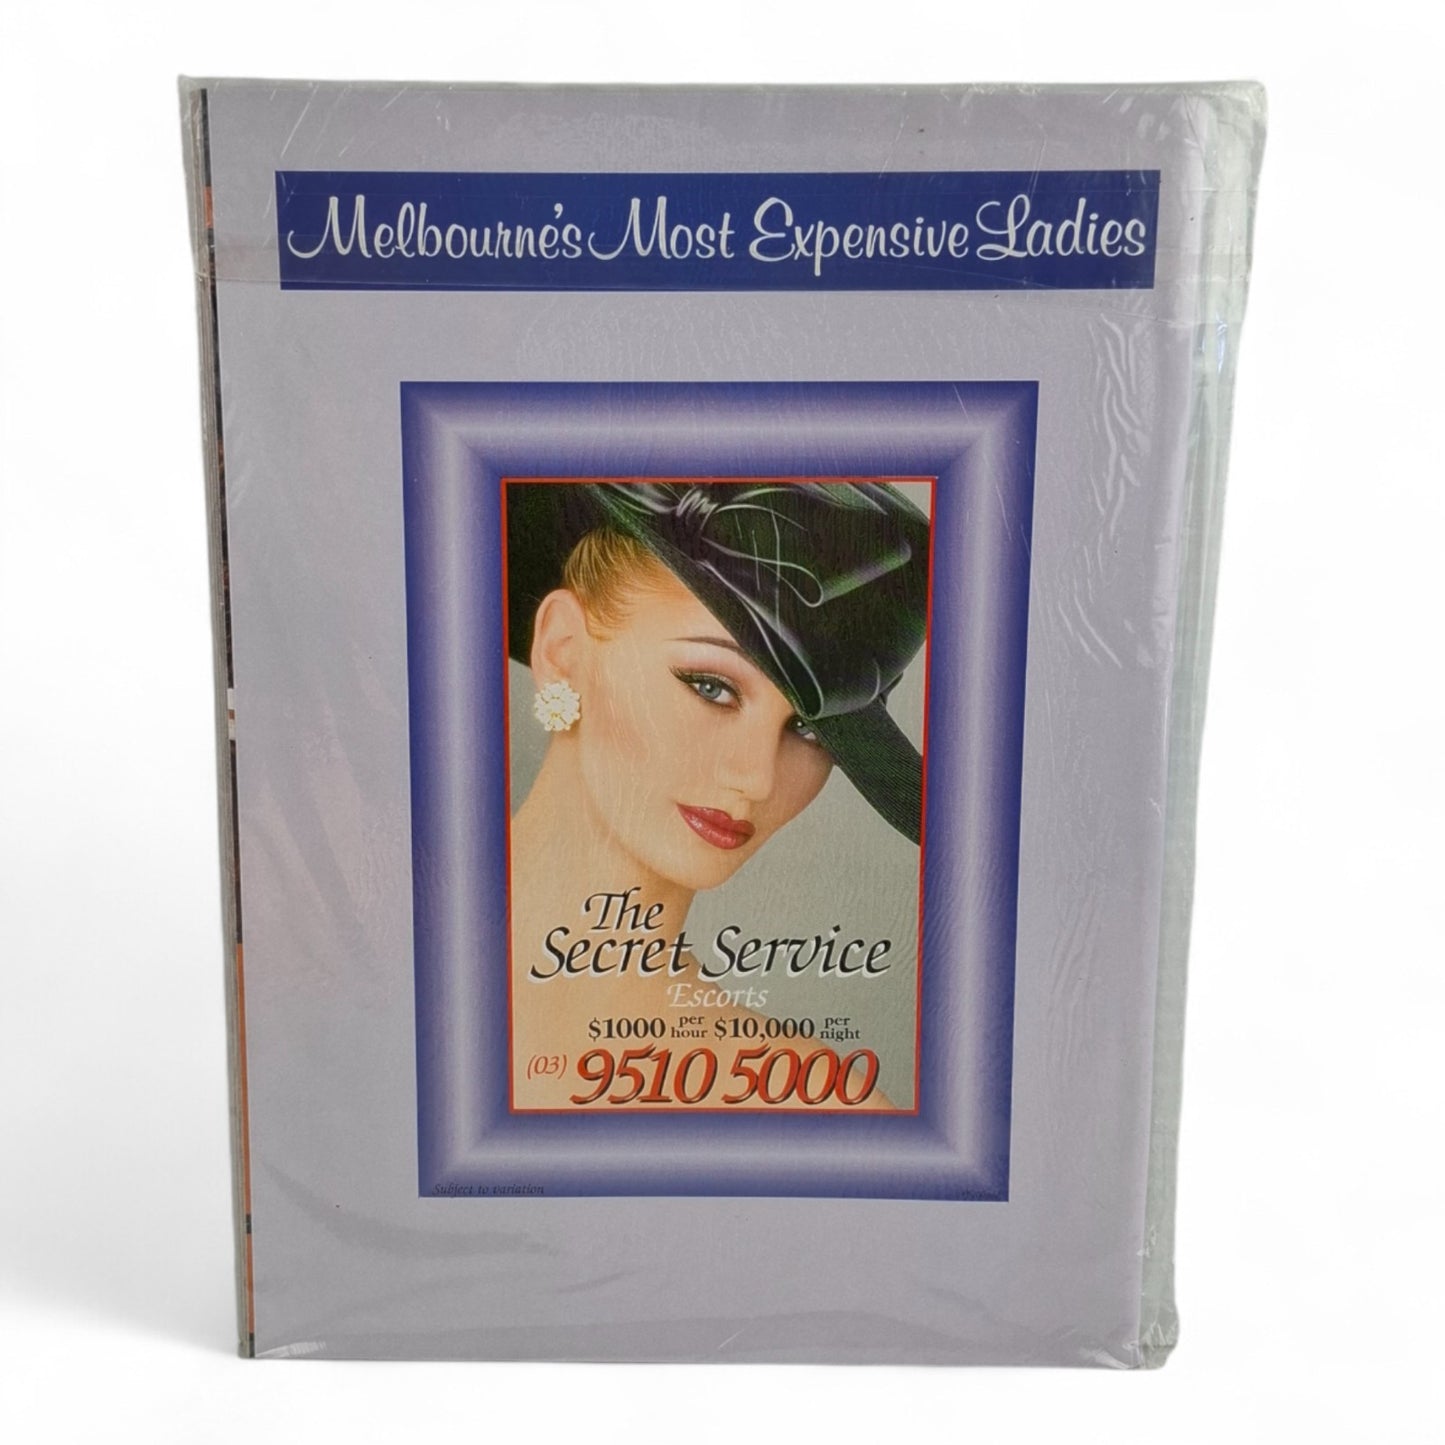 Melbourne's Most Expensive Ladies
The
Secret Service
Escorts
$1000 per hour $10,000 per night
(03) 9510 5000
Subject to variation